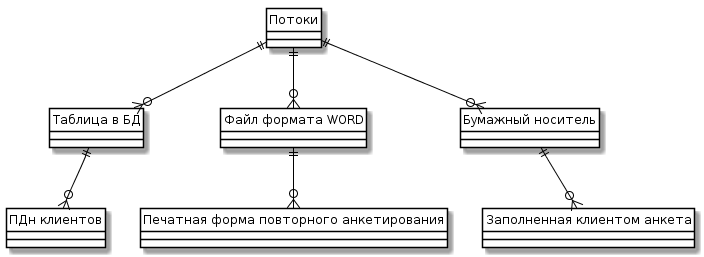 Потоки
Таблица в БД
Файл формата WORD
Бумажный носитель
ПДн клиентов
Печатная форма повторного анкетирования
Заполненная клиентом анкета